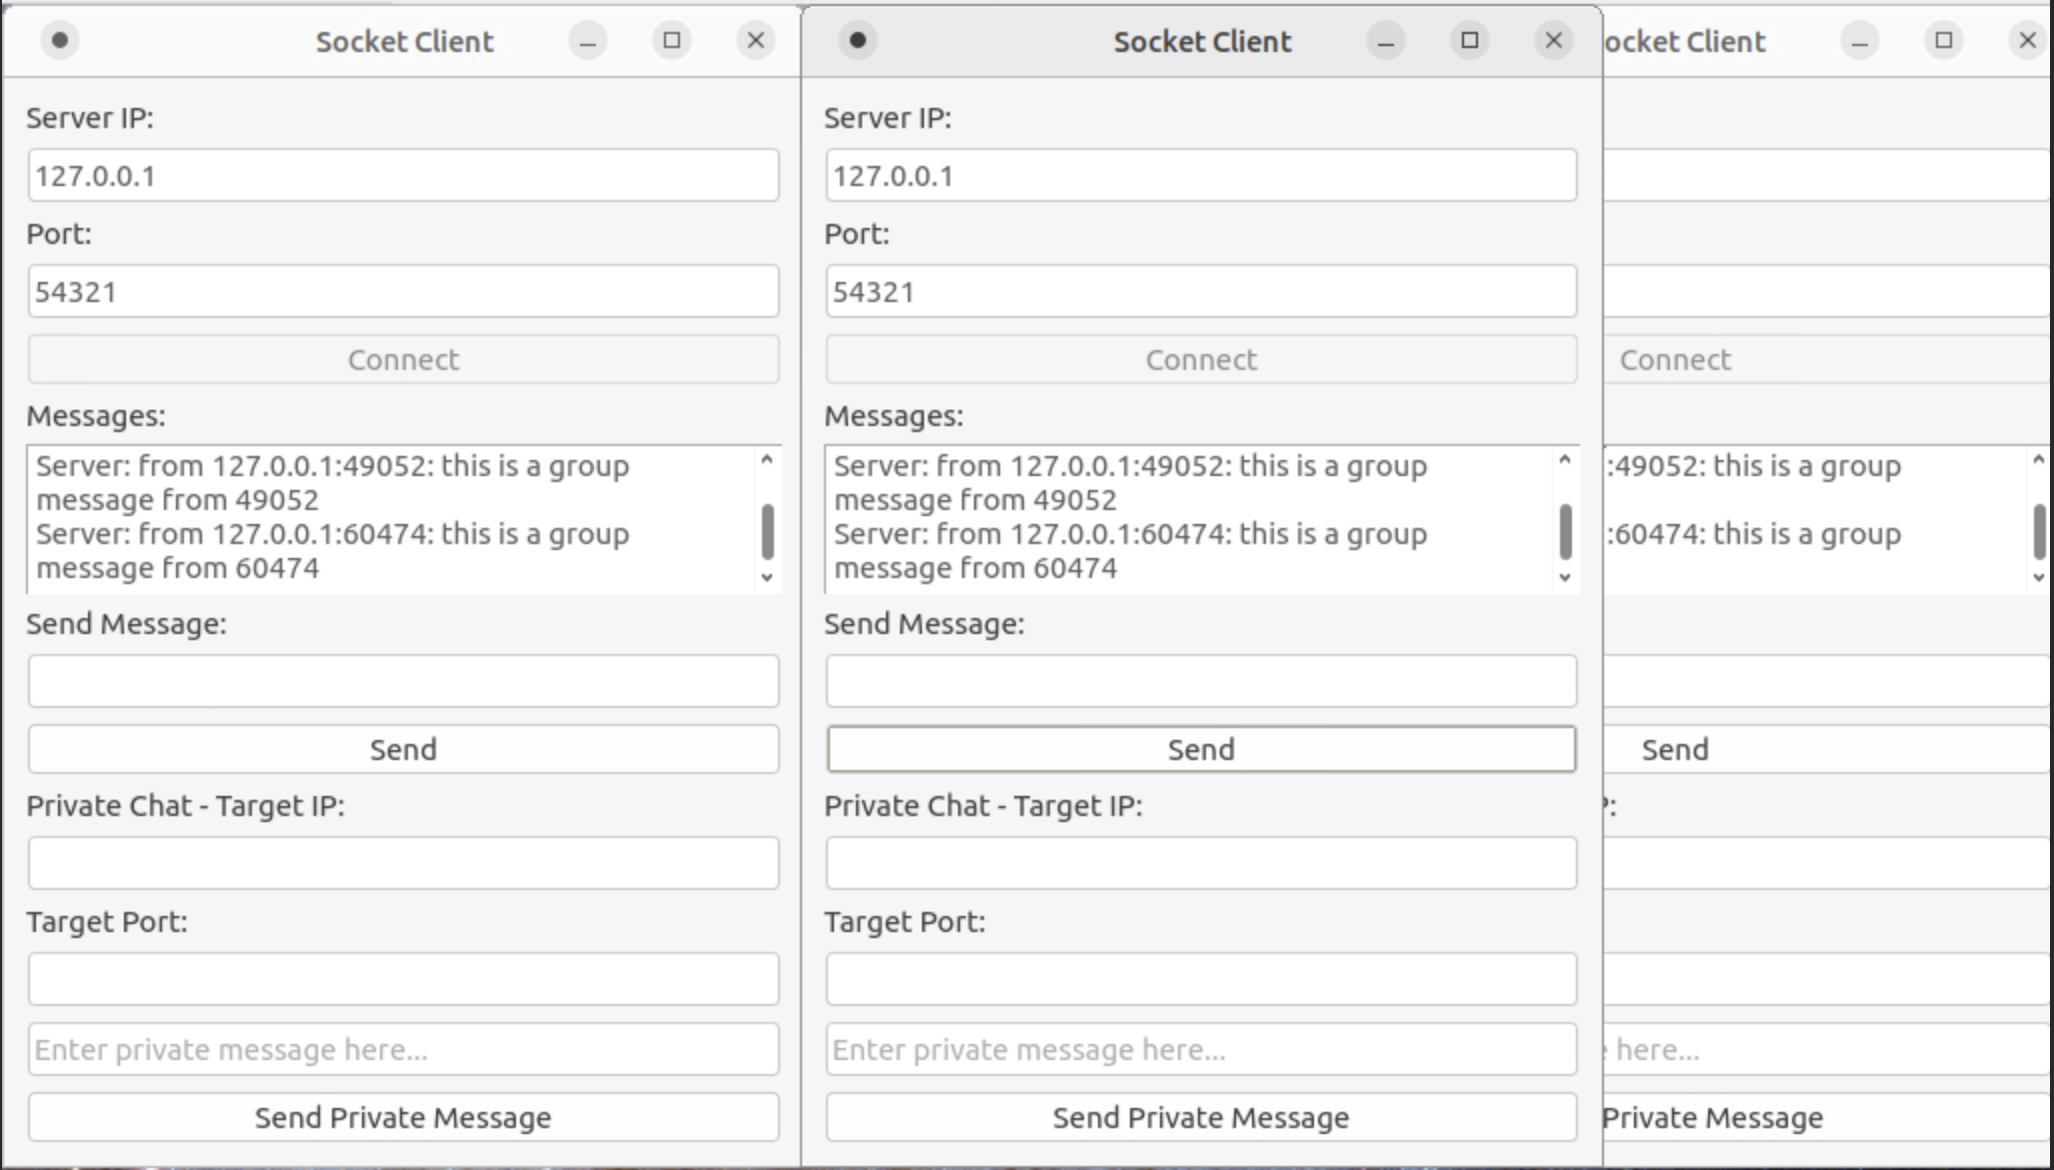 Socket Client
Server IP:
127.0.0.1
Port:
54321
Connect
Messages:
Server: from 127.0.0.1:49052: this is a group
message from 49052
Server: from 127.0.0.1:60474: this is a group
message from 60474
Send Message:
Send
Private Chat - Target IP:
Target Port:
Enter private message here...
Send Private Message
Socket Client
Server IP:
127.0.0.1
Port:
54321
Connect
Messages:
Server: from 127.0.0.1:49052: this is a group
message from 49052
Server: from 127.0.0.1:60474: this is a group
message from 60474
Send Message:
Send
Private Chat - Target IP:
Target Port:
Enter private message here...
Send Private Message
ocket Client
Connect
:49052: this is a group
:60474: this is a group
Send
P:
here...
Private Message